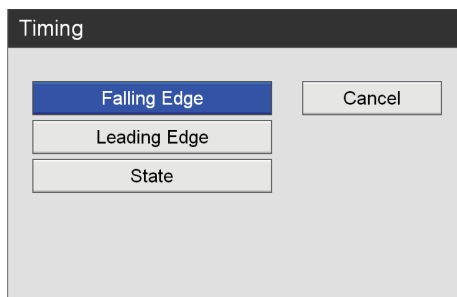 Timing
Falling Edge
Cancel
Leading Edge
State